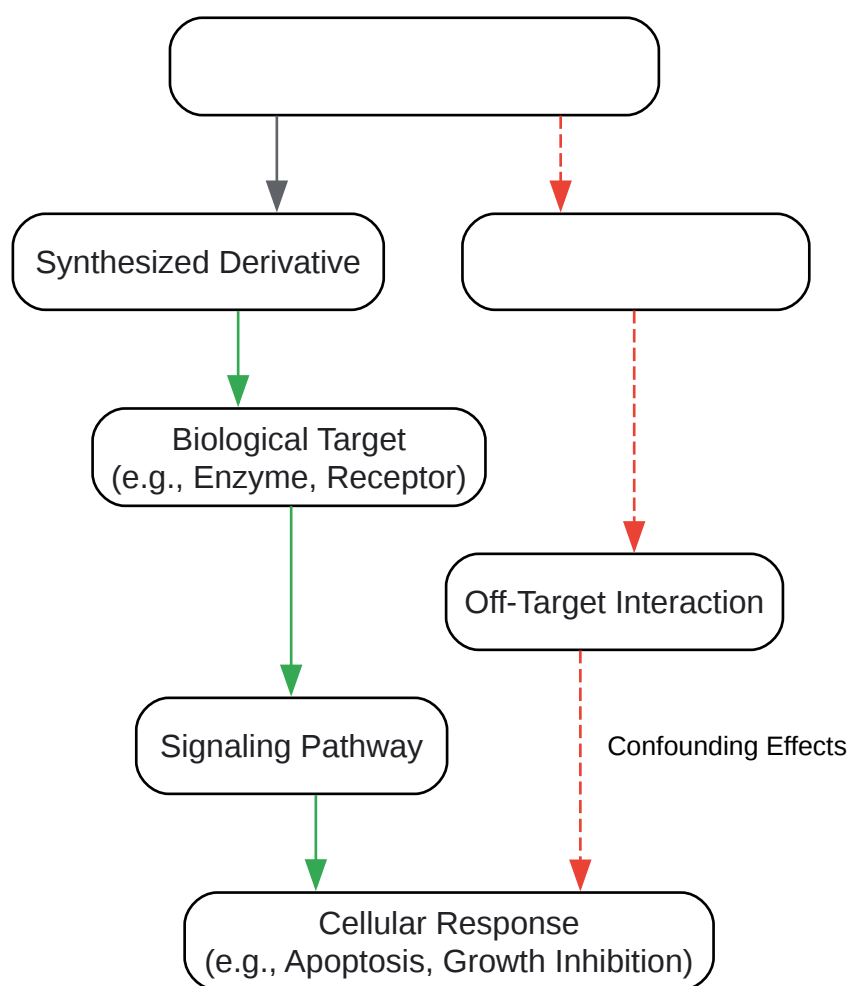 Synthesized Derivative
Biological Target
(e.g., Enzyme, Receptor)
Off-Target Interaction
Signaling Pathway
Confounding Effects
Cellular Response
(e.g., Apoptosis, Growth Inhibition)